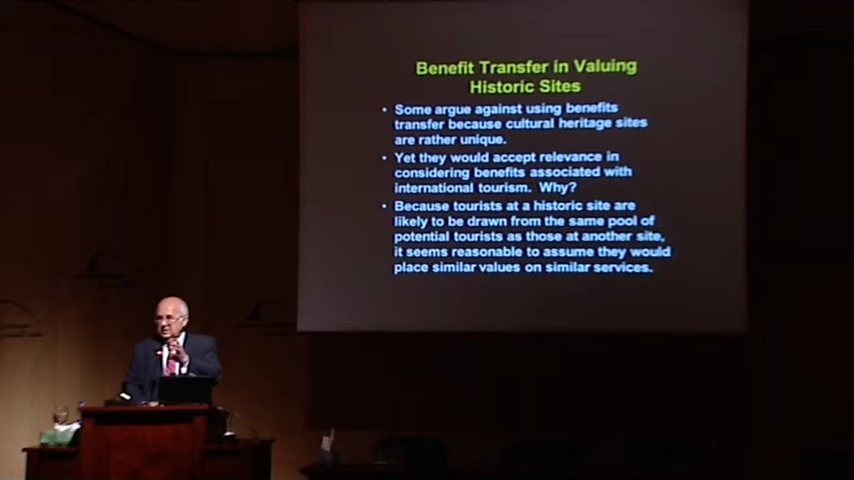 Benefit Transfer in Valuing
Historic Sites
• Some argue against using benefits
transfer because cultural heritage sites
are rather unique.
• Yet they would accept relevance in
considering benefits associated with
international tourism. Why?
• Because tourists at a historic site are
likely to be drawn from the same pool of
potential tourists as those at another site,
it seems reasonable to assume they would
place similar values on similar services.